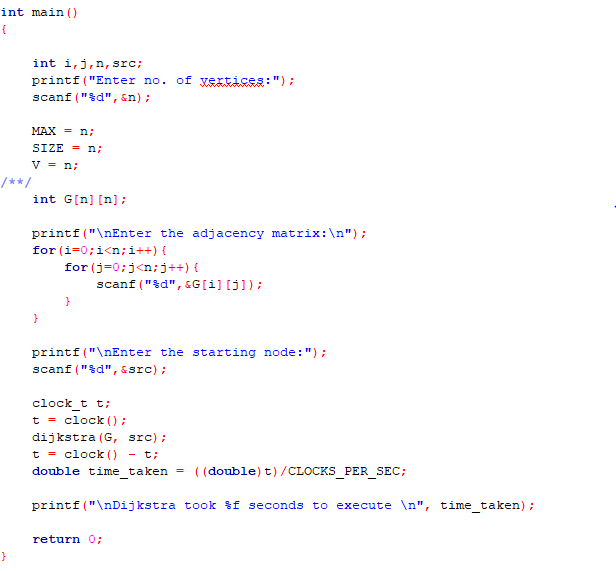 int main()
{
    int i,j,n,src;
    printf("Enter no. of vertices:");
    scanf("%d",&n);
    MAX = n;
    SIZE = n;
    V = n;
/**/
    int G[n][n];
    printf("\nEnter the adjacency matrix:\n");
    for(i=0;i<n;i++){
        for(j=0;j<n;j++){
            scanf("%d",&G[i][j]);
        }
    }
    printf("\nEnter the starting node:");
    scanf("%d",&src);
    clock_t t;
    t = clock();
    dijkstra(G, src);
    t = clock() - t;
    double time_taken = ((double)t)/CLOCKS_PER_SEC;
    printf("\nDijkstra took %f seconds to execute \n", time_taken);
    return 0;
}